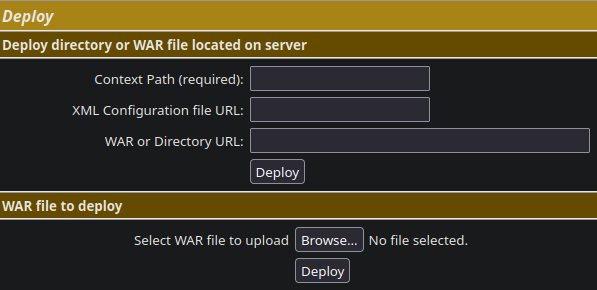 Deploy
Deploy directory or WAR file located on server
Context Path (required):
XML Configuration file URL:
WAR or Directory URL:
Deploy
WAR file to deploy
Select WAR file to upload Browse... No file selected.
Deploy